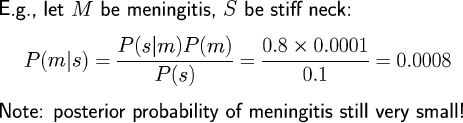 E.g., let M be meningitis, S be stiff neck:
P(m|s) = P(s|m)P(m) / P(s) = 0.8 × 0.0001 / 0.1 = 0.0008
Note: posterior probability of meningitis still very small!